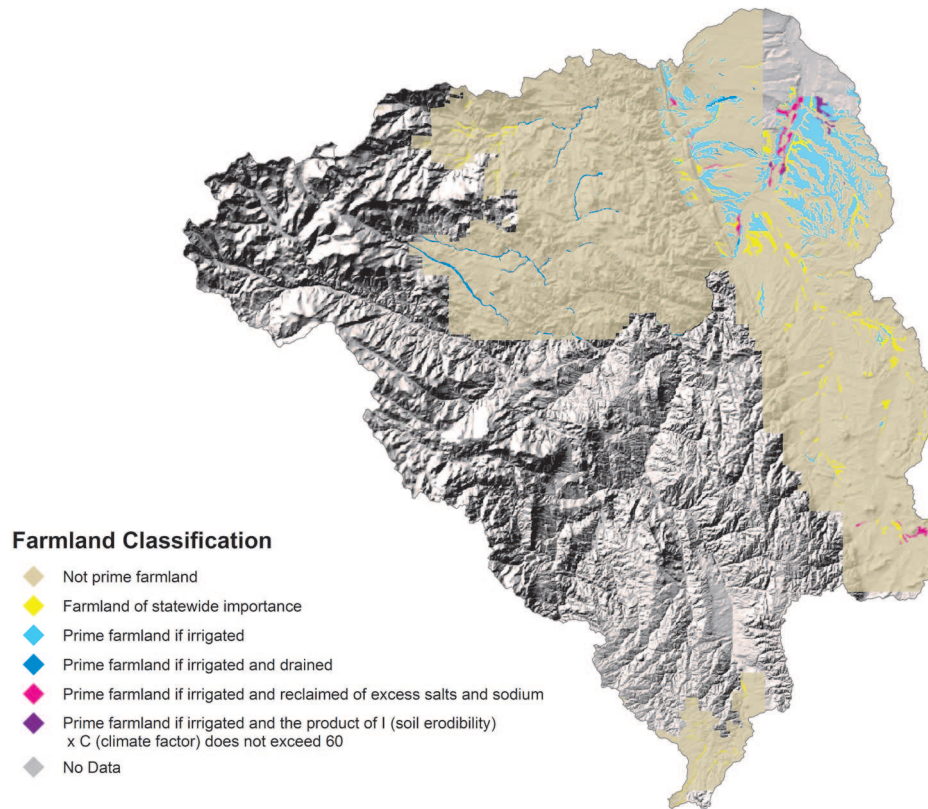 Farmland Classification
Not prime farmland
Farmland of statewide importance
Prime farmland if irrigated
Prime farmland if irrigated and drained
Prime farmland if irrigated and reclaimed of excess salts and sodium
Prime farmland if irrigated and the product of I (soil erodibility)
x C (climate factor) does not exceed 60
No Data